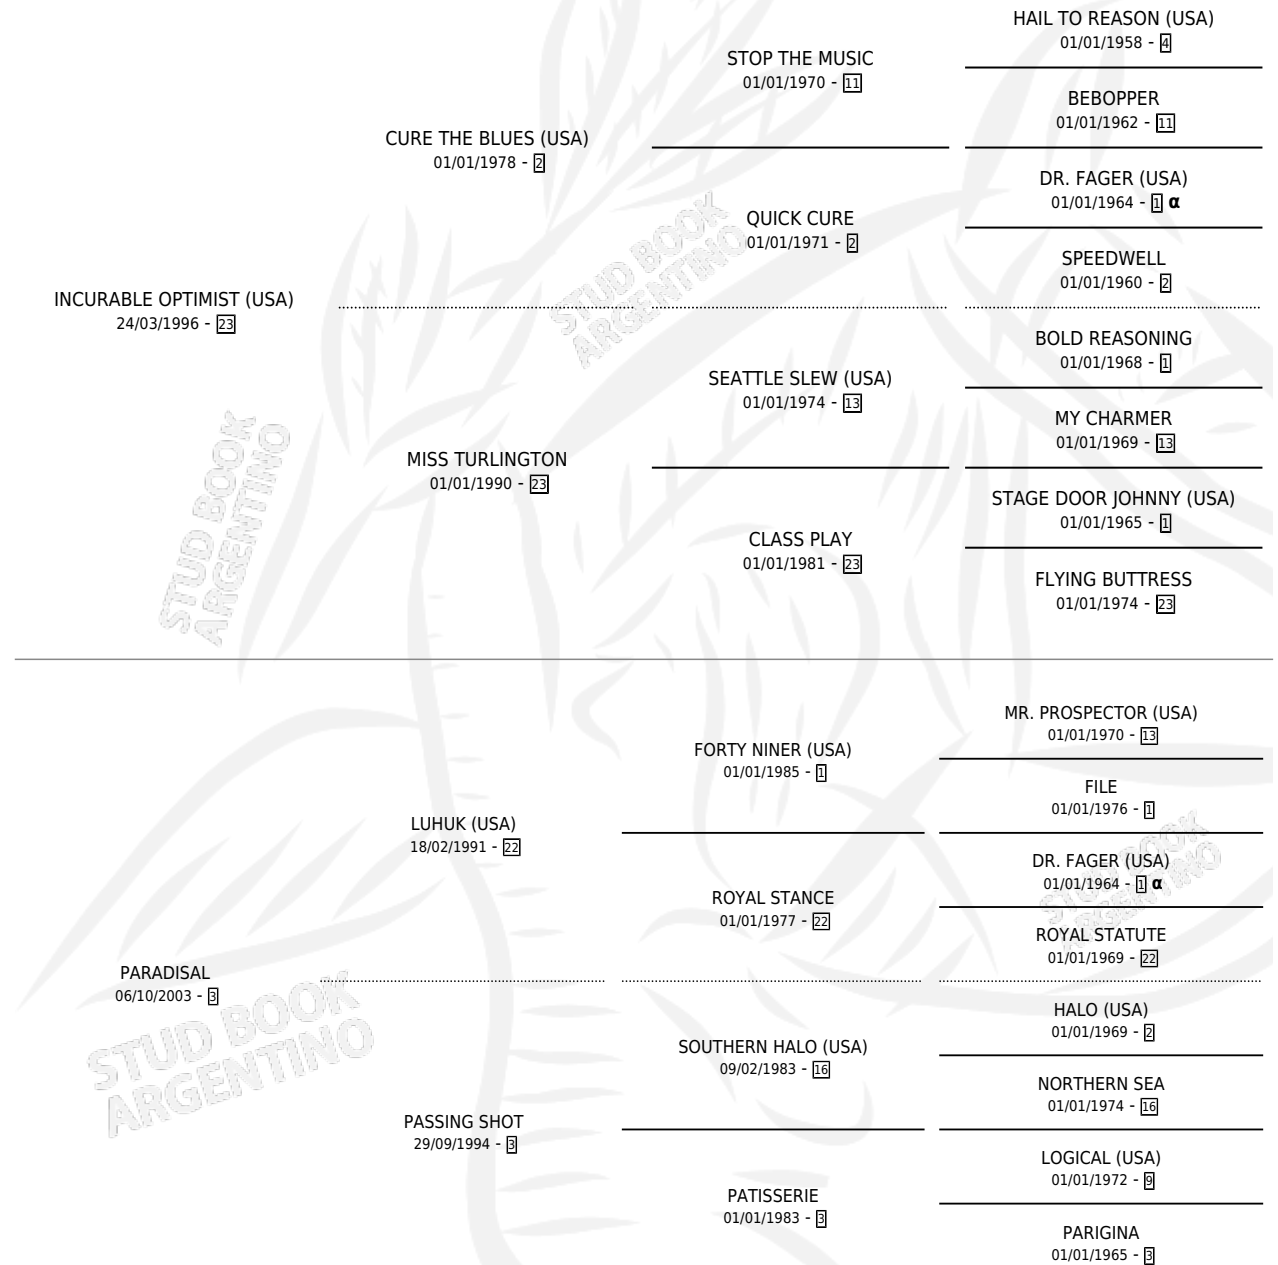 HAIL TO REASON (USA)
01/01/1958 - 4
STOP THE MUSIC
01/01/1970 - 11
BEBOPPER
01/01/1962 - 11
CURE THE BLUES (USA)
01/01/1978 - 2
DR. FAGER (USA)
01/01/1964 - 1 α
QUICK CURE
01/01/1971 - 2
SPEEDWELL
01/01/1960 - 2
INCURABLE OPTIMIST (USA)
24/03/1996 - 23
BOLD REASONING
01/01/1968 - 1
SEATTLE SLEW (USA)
01/01/1974 - 13
MY CHARMER
01/01/1969 - 13
MISS TURLINGTON
01/01/1990 - 23
STAGE DOOR JOHNNY (USA)
01/01/1965 - 1
CLASS PLAY
01/01/1981 - 23
FLYING BUTTRESS
01/01/1974 - 23
MR. PROSPECTOR (USA)
01/01/1970 - 13
FORTY NINER (USA)
01/01/1985 - 1
FILE
01/01/1976 - 1
LUHUK (USA)
18/02/1991 - 22
DR. FAGER (USA)
01/01/1964 - 1 α
ROYAL STANCE
01/01/1977 - 22
ROYAL STATUTE
01/01/1969 - 22
PARADISAL
06/10/2003 - 3
HALO (USA)
01/01/1969 - 2
SOUTHERN HALO (USA)
09/02/1983 - 16
NORTHERN SEA
01/01/1974 - 16
PASSING SHOT
29/09/1994 - 3
LOGICAL (USA)
01/01/1972 - 9
PATISSERIE
01/01/1983 - 3
PARIGINA
01/01/1965 - 3
STUD BOOK
ARGENTINO
STUD BOOK
ARGENTINO
STUD BOOK
ARGENTINO
STUD BOOK
ARGENTINO